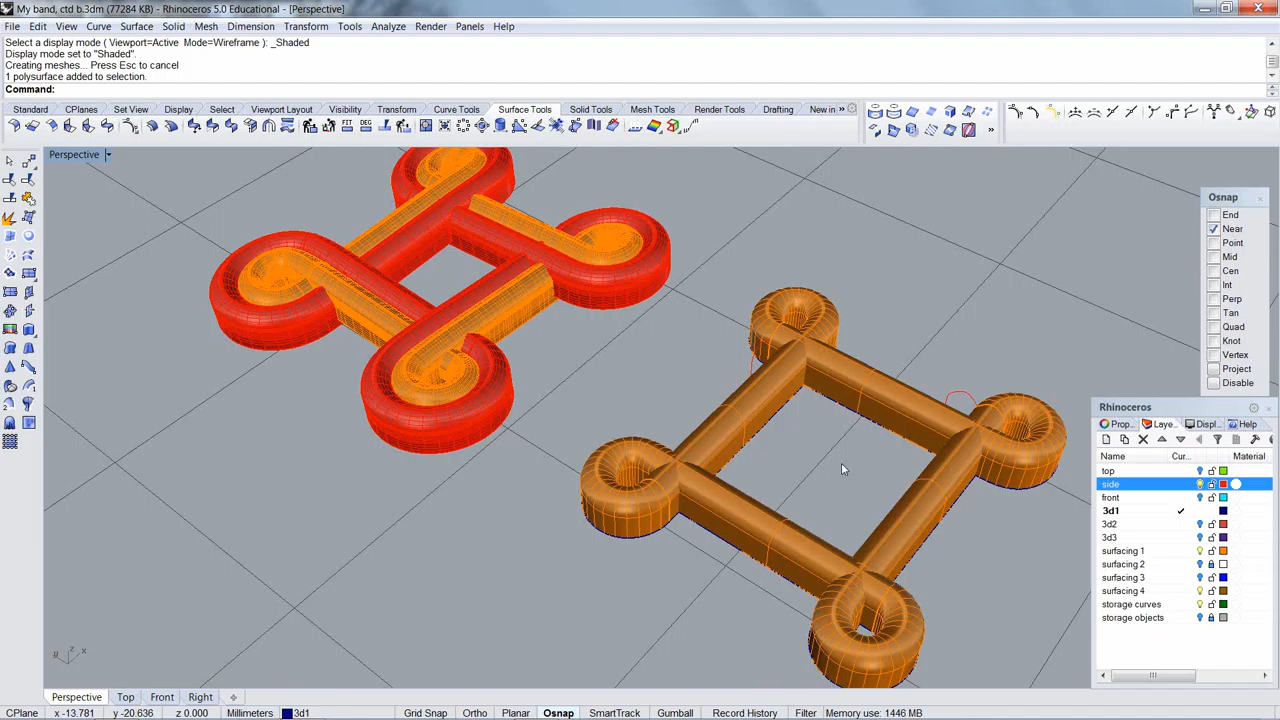 My band, ctd b.3dm (77284 KB) - Rhinoceros 5.0 Educational - [Perspective]
File Edit View Curve Surface Solid Mesh Dimension Transform Tools Analyze Render Panels Help
Select a display mode ( Viewport=Active Mode=Wireframe ): _Shaded
Display mode set to "Shaded".
Creating meshes... Press Esc to cancel
1 polysurface added to selection.
Command:
Standard CPlanes Set View Display Select Viewport Layout Visibility Transform Curve Tools Surface Tools Solid Tools Mesh Tools Render Tools Drafting New in »
FIT DEG
Perspective
Osnap
End
Near
Point
Mid
Cen
Int
Perp
Tan
Quad
Knot
Vertex
Project
Disable
Rhinoceros
Prop... Laye... Displ... Help
Name Cur... Material
top
side
front
3d1
3d2
3d3
surfacing 1
surfacing 2
surfacing 3
surfacing 4
storage curves
storage objects
y z x
Perspective Top Front Right
CPlane x -13.781 y -20.636 z 0.000 Millimeters 3d1 Grid Snap Ortho Planar Osnap SmartTrack Gumball Record History Filter Memory use: 1446 MB